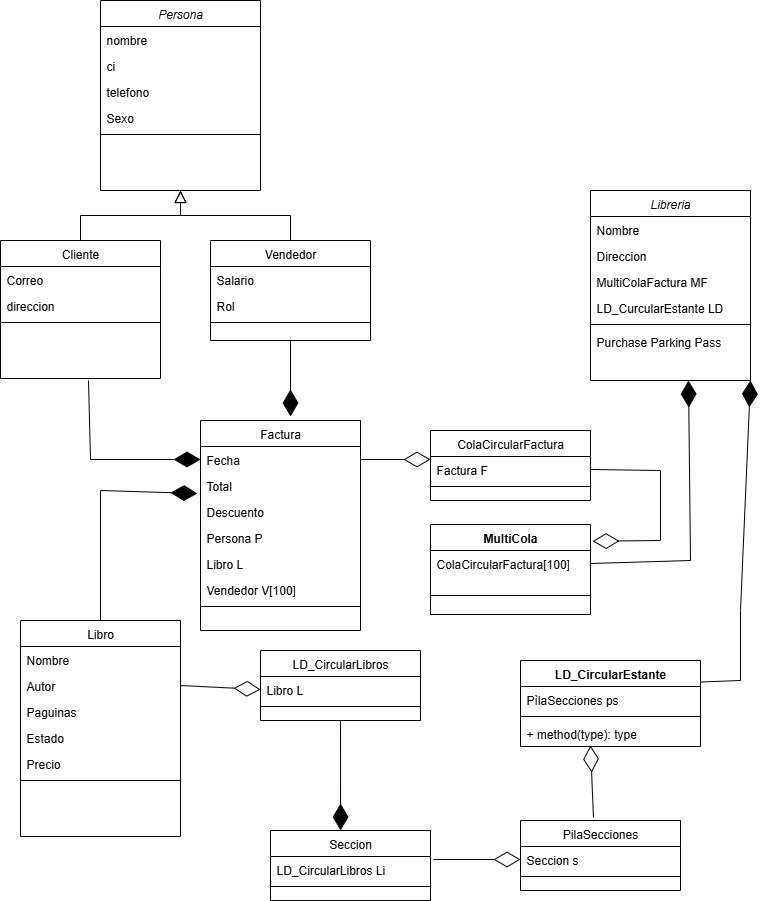 Persona
nombre
ci
telefono
Sexo
Cliente
Correo
direccion
Vendedor
Salario
Rol
Libreria
Nombre
Direccion
MultiColaFactura MF
LD_CurcularEstante LD
Purchase Parking Pass
Factura
Fecha
Total
Descuento
Persona P
Libro L
Vendedor V[100]
ColaCircularFactura
Factura F
MultiCola
ColaCircularFactura[100]
Libro
Nombre
Autor
Paguinas
Estado
Precio
LD_CircularLibros
Libro L
LD_CircularEstante
PilaSecciones ps
+ method(type): type
Seccion
LD_CircularLibros Li
PilaSecciones
Seccion s